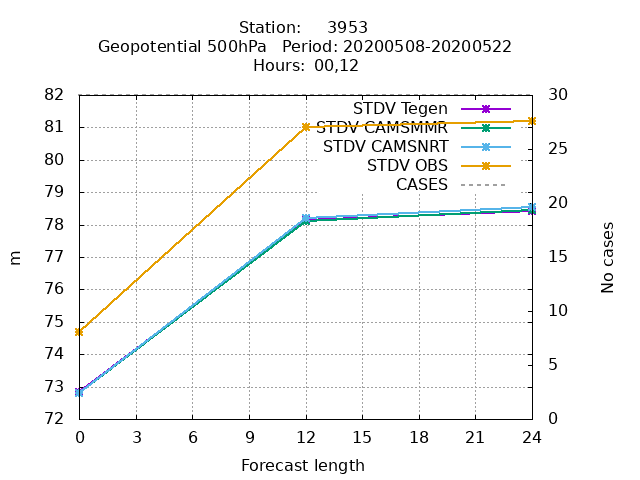 Station: 3953
Geopotential 500hPa Period: 20200508-20200522
Hours: 00,12
82
81
80
79
78
77
76
75
74
73
72
30
25
20
15
10
5
0
STDV Tegen
STDV CAMSMMR
STDV CAMSNRT
STDV OBS
CASES
m
No cases
0 3 6 9 12 15 18 21 24
Forecast length